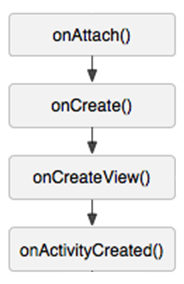 onAttach()
onCreate()
onCreateView()
onActivityCreated()